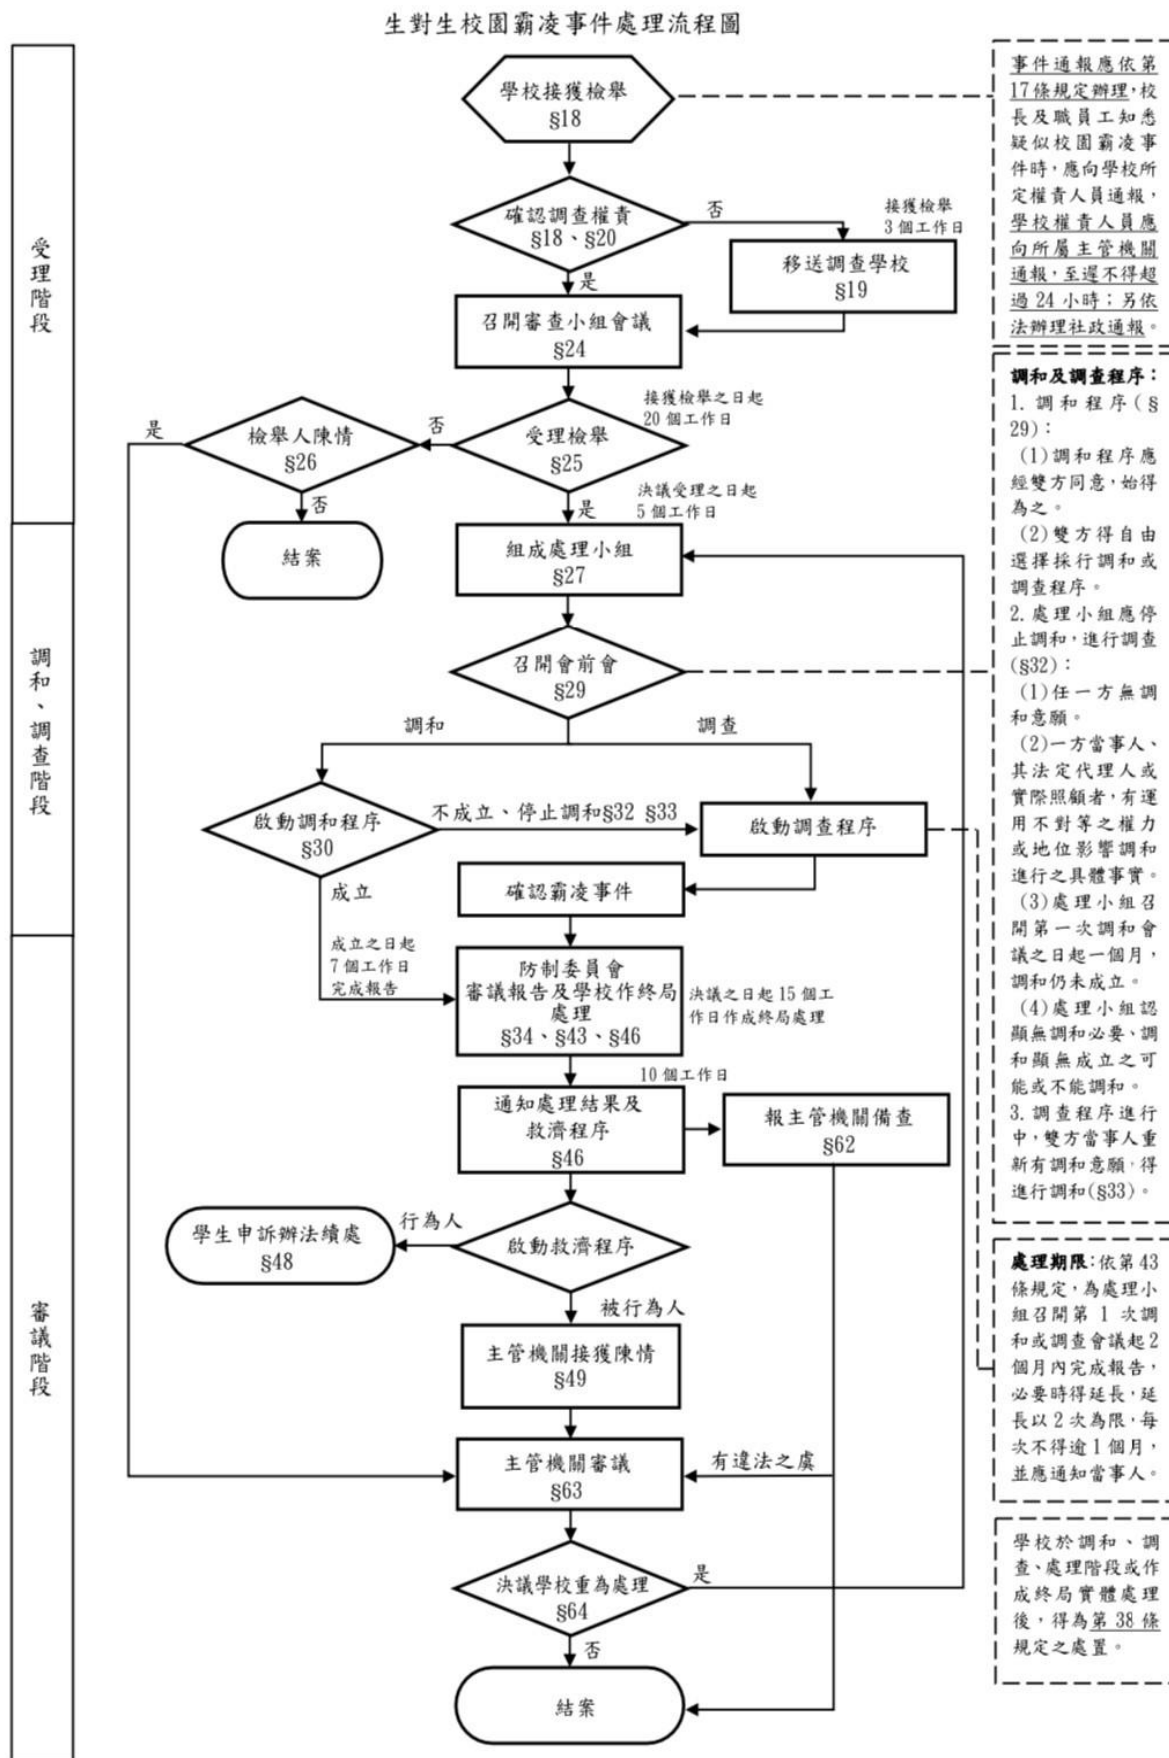 生對生校園霸凌事件處理流程圖
受理階段
調和、調查階段
審議階段
學校接獲檢舉
§18
確認調查權責
§18、§20
否
接獲檢舉
3 個工作日
移送調查學校
§19
是
召開審查小組會議
§24
接獲檢舉之日起
20 個工作日
受理檢舉
§25
否
檢舉人陳情
§26
是
否
結案
是
決議受理之日起
5 個工作日
組成處理小組
§27
召開會前會
§29
調和
調查
啟動調和程序
§30
不成立、停止調和§32 §33
啟動調查程序
成立
確認霸凌事件
成立之日起
7 個工作日
完成報告
防制委員會
審議報告及學校作終局
處理
§34、§43、§46
決議之日起 15 個工
作日作成終局處理
10 個工作日
通知處理結果及
救濟程序
§46
報主管機關備查
§62
啟動救濟程序
行為人
學生申訴辦法續處
§48
被行為人
主管機關接獲陳情
§49
主管機關審議
§63
有違法之虞
決議學校重為處理
§64
是
否
結案
事件通報應依第
17條規定辦理,校
長及職員工知悉
疑似校園霸凌事
件時,應向學校所
定權責人員通報,
學校權責人員應
向所屬主管機關
通報,至遲不得超
過 24 小時;另依
法辦理社政通報。
調和及調查程序:
1. 調和程序(§
29):
(1)調和程序應
經雙方同意,始得
為之。
(2)雙方得自由
選擇採行調和或
調查程序。
2. 處理小組應停
止調和,進行調查
(§32):
(1)任一方無調
和意願。
(2)一方當事人、
其法定代理人或
實際照顧者,有運
用不對等之權力
或地位影響調和
進行之具體事實。
(3)處理小組召
開第一次調和會
議之日起一個月,
調和仍未成立。
(4)處理小組認
顯無調和必要、調
和顯無成立之可
能或不能調和。
3. 調查程序進行
中,雙方當事人重
新有調和意願,得
進行調和(§33)。
處理期限:依第43
條規定,為處理小
組召開第 1 次調
和或調查會議起2
個月內完成報告,
必要時得延長,延
長以2次為限,每
次不得逾1個月,
並應通知當事人。
學校於調和、調
查、處理階段或作
成終局實體處理
後,得為第 38 條
規定之處置。